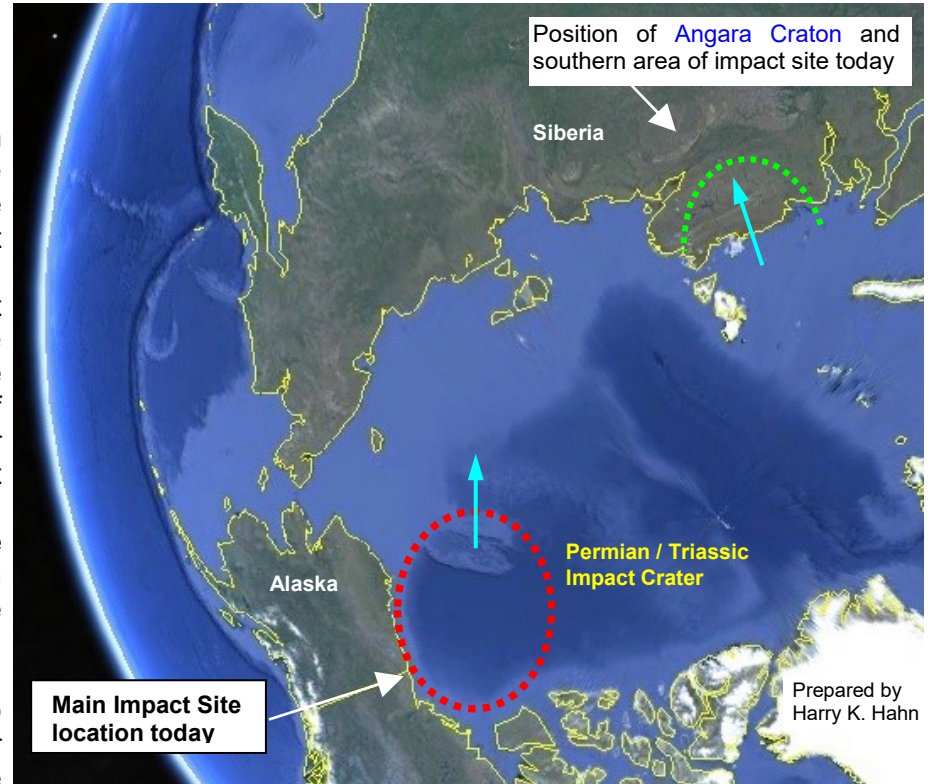 Position of Angara Craton and
southern area of impact site today
Siberia
Permian / Triassic
Impact Crater
Alaska
Main Impact Site
location today
Prepared by
Harry K. Hahn